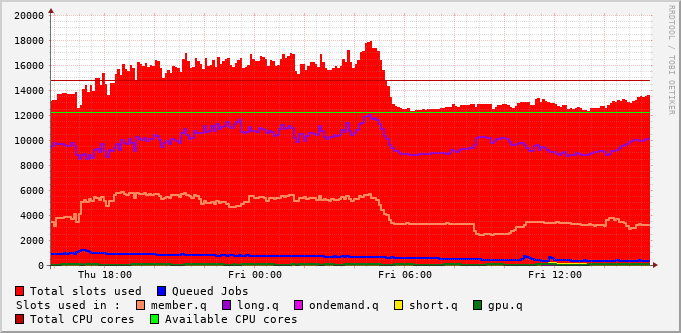 20000
18000
16000
14000
12000
10000
8000
6000
4000
2000
0
Thu 18:00 Fri 00:00 Fri 06:00 Fri 12:00
Total slots used Queued Jobs
Slots used in : member.q long.q ondemand.q short.q gpu.q
Total CPU cores Available CPU cores
RRDTOOL / TOBI OETIKER